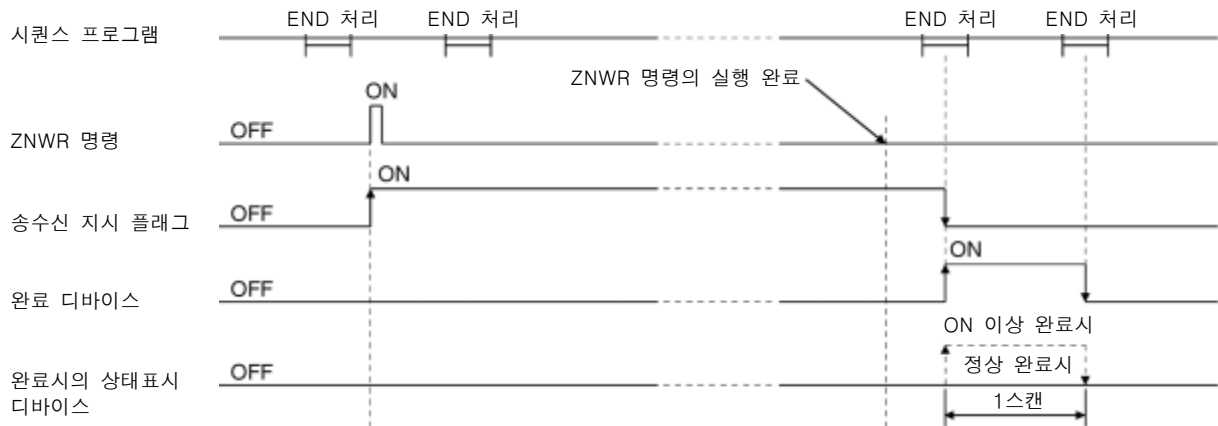 END 처리 END 처리 END 처리 END 처리
시퀀스 프로그램
ZNWR 명령의 실행 완료
ON
OFF
ZNWR 명령
ON
OFF
송수신 지시 플래그
ON
OFF
완료 디바이스
ON 이상 완료시
OFF
정상 완료시
완료시의 상태표시
디바이스
1스캔